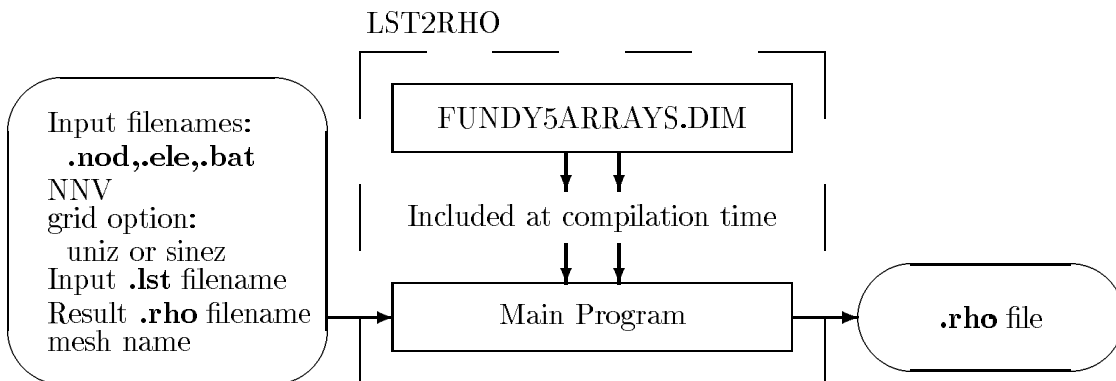 LST2RHO
Input filenames:
.nod,.ele,.bat
NNV
grid option:
uniz or sinez
Input .lst filename
Result .rho filename
mesh name
FUNDY5ARRAYS.DIM
Included at compilation time
Main Program
.rho file